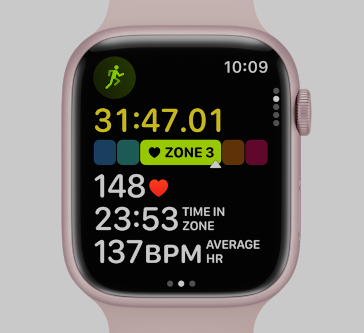 10:09
31:47.01
ZONE 3
148
23:53 TIME IN ZONE
137BPM AVERAGE HR